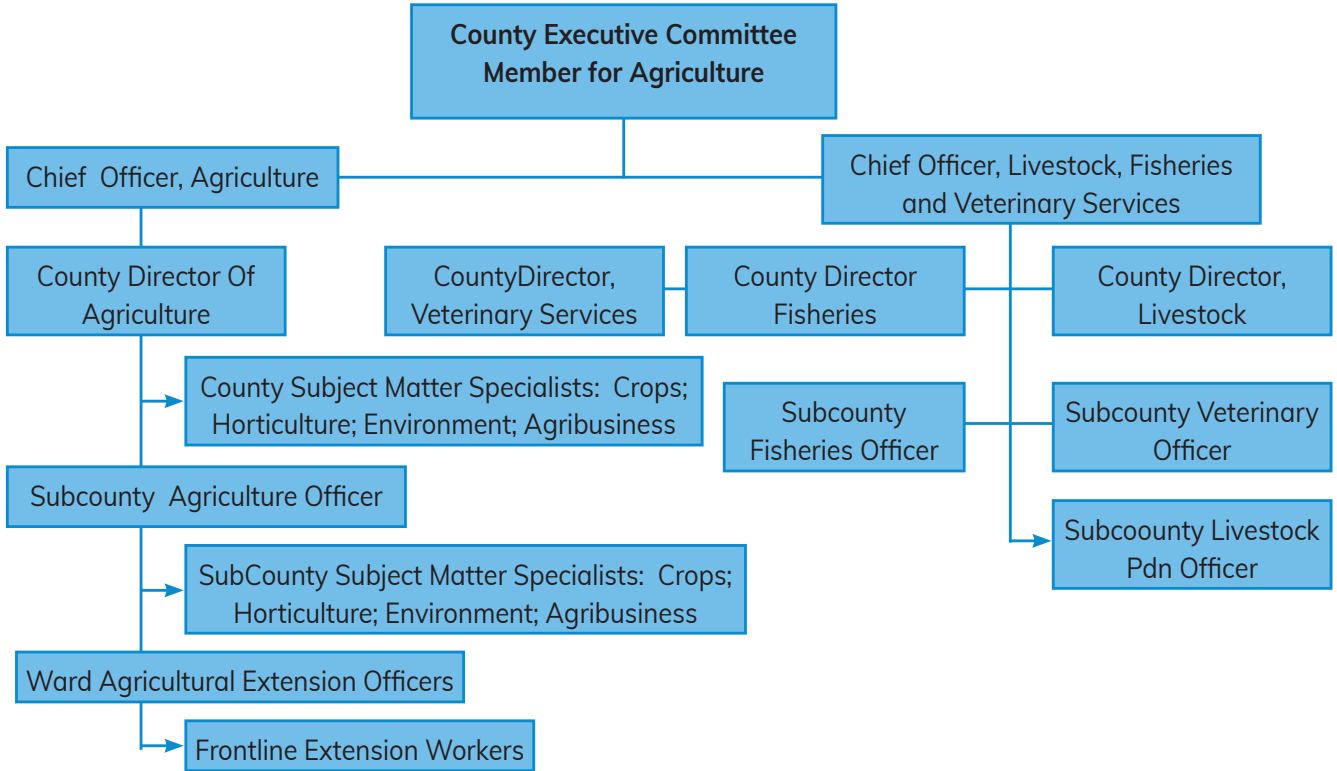 County Executive Committee
Member for Agriculture
Chief Officer, Agriculture
Chief Officer, Livestock, Fisheries
and Veterinary Services
County Director Of
Agriculture
CountyDirector,
Veterinary Services
County Director
Fisheries
County Director,
Livestock
County Subject Matter Specialists: Crops;
Horticulture; Environment; Agribusiness
Subcounty
Fisheries Officer
Subcounty Veterinary
Officer
Subcounty Agriculture Officer
Subcoounty Livestock
Pdn Officer
SubCounty Subject Matter Specialists: Crops;
Horticulture; Environment; Agribusiness
Ward Agricultural Extension Officers
Frontline Extension Workers